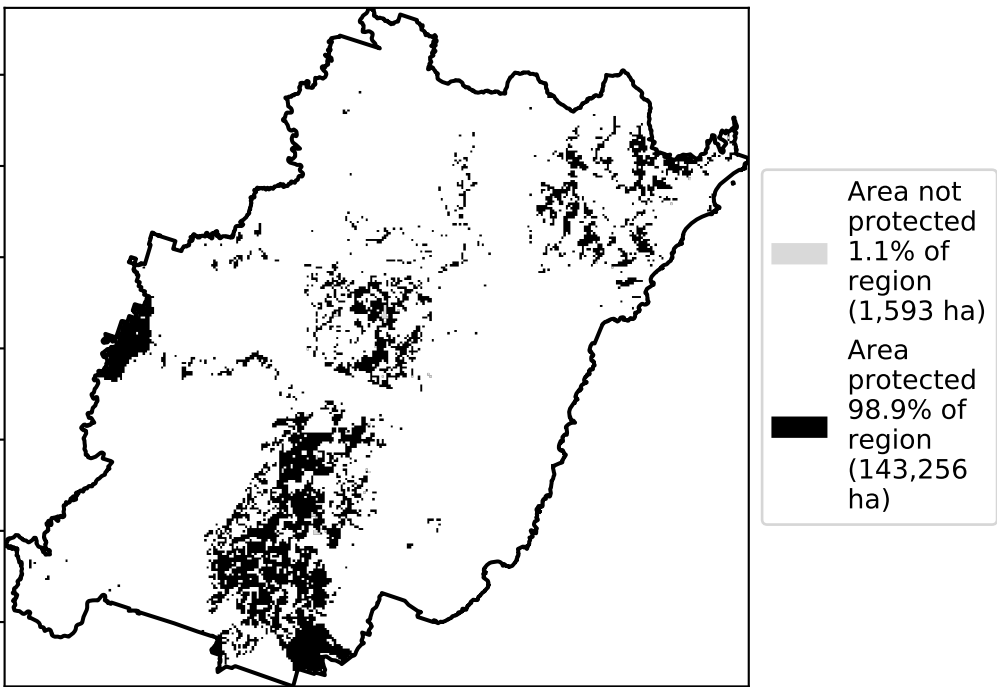 Area not
protected
1.1% of
region
(1,593 ha)
Area
protected
98.9% of
region
(143,256
ha)